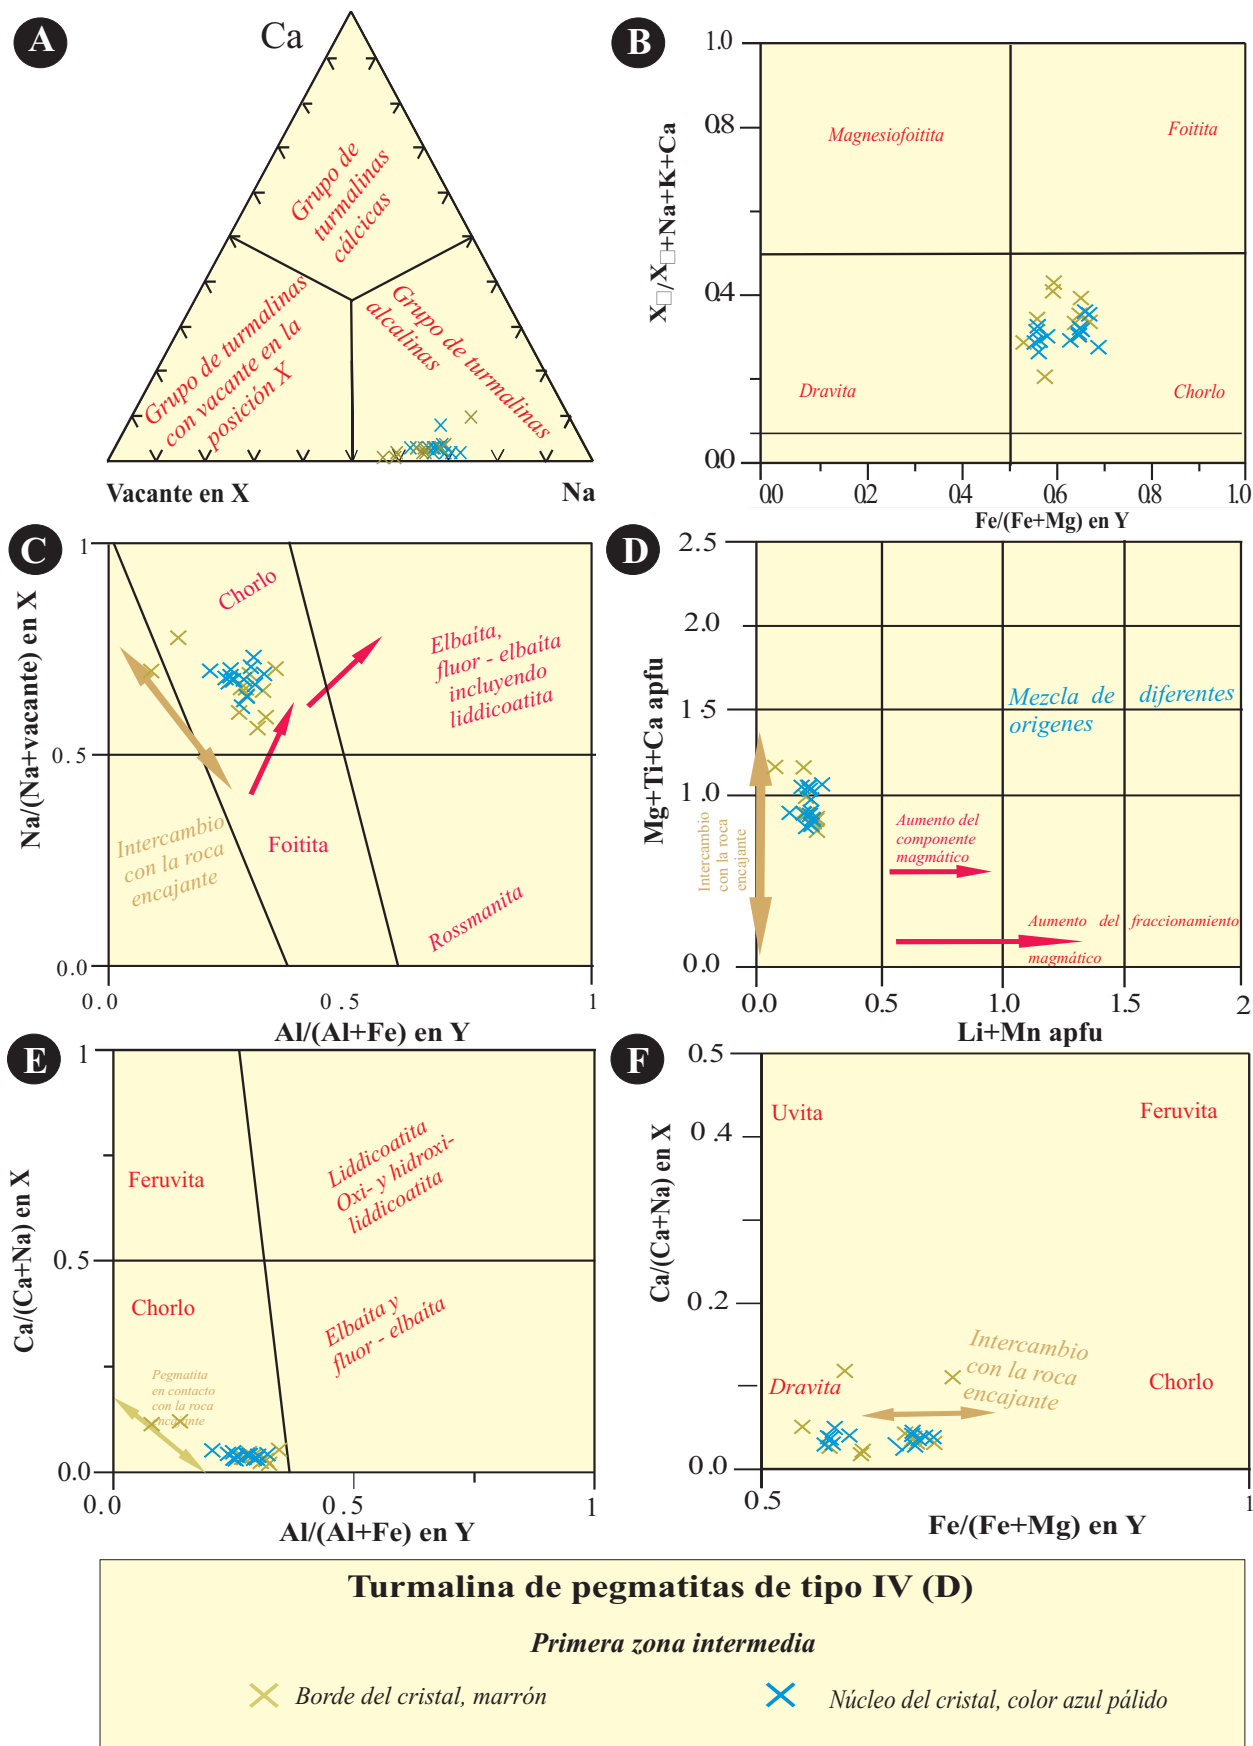 A
Ca
Grupo de
turmalinas
cálcicas
Grupo de turmalinas
con vacante en la
posición X
Grupo de turmalinas
alcalinas
Vacante en X
Na
B
1.0
0.8
0.4
0.0
X□/X□+Na+K+Ca
Magnesiofoitita
Foitita
Dravita
Chorlo
0.0 0.2 0.4 0.6 0.8 1.0
Fe/(Fe+Mg) en Y
C
1
0.5
0.0
Na/(Na+vacante) en X
Chorlo
Elbaíta,
fluor - elbaíta
incluyendo
liddicoatita
Intercambio
con la roca
encajante
Foitita
Rossmanita
0.0 0.5 1
Al/(Al+Fe) en Y
D
2.5
2.0
1.5
1.0
0.0
Mg+Ti+Ca apfu
Mezcla de diferentes
origenes
Intercambio
con la roca
encajante
Aumento del
componente
magmático
Aumento del fraccionamiento
magmático
0.0 0.5 1.0 1.5 2
Li+Mn apfu
E
1
0.5
0.0
Ca/(Ca+Na) en X
Feruvita
Liddicoatita
Oxi- y hidroxi-
liddicoatita
Chorlo
Elbaíta y
fluor - elbaíta
Pegmatita
en contacto
con la roca
encajante
0.0 0.5 1
Al/(Al+Fe) en Y
F
0.5
0.4
0.2
0.0
Ca/(Ca+Na) en X
Uvita
Feruvita
Intercambio
con la roca
encajante
Dravita
Chorlo
0.5 1
Fe/(Fe+Mg) en Y
Turmalina de pegmatitas de tipo IV (D)
Primera zona intermedia
Borde del cristal, marrón
Núcleo del cristal, color azul pálido